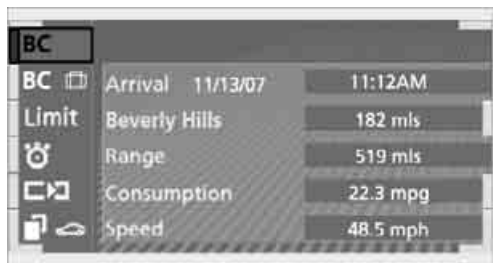 BC
BC Arrival 11/13/07 11:12AM
Limit Beverly Hills 182 mls
Range 519 mls
Consumption 22.3 mpg
Speed 48.5 mph